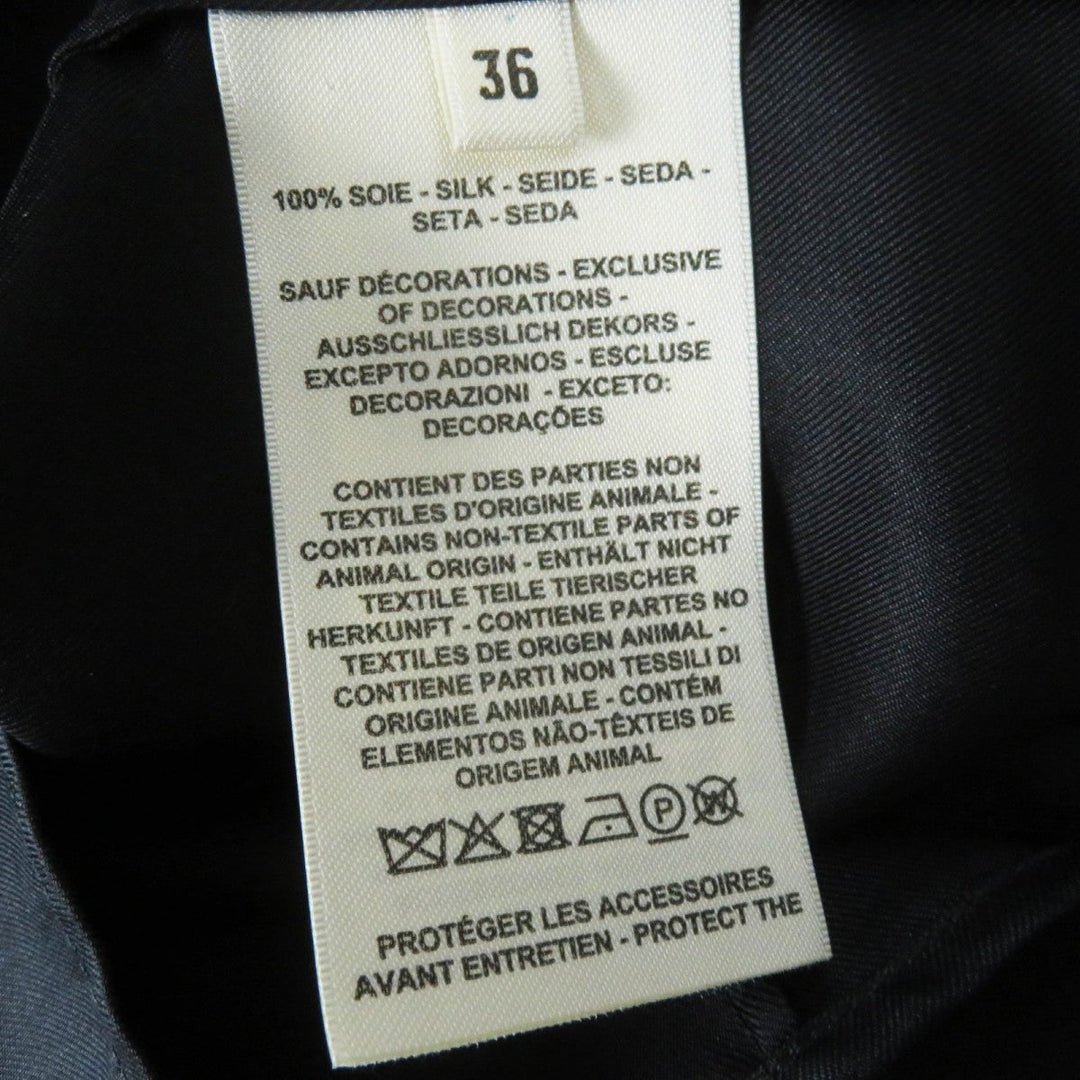 36
100% SOIE - SILK - SEIDE - SEDA -
SETA - SEDA
SAUF DÉCORATIONS - EXCLUSIVE
OF DECORATIONS -
AUSSCHLIESSLICH DEKORS -
EXCEPTO ADORNOS - ESCLUSE
DECORAZIONI - EXCETO:
DECORAÇÕES
CONTIENT DES PARTIES NON
TEXTILES D'ORIGINE ANIMALE -
CONTAINS NON-TEXTILE PARTS OF
ANIMAL ORIGIN - ENTHÄLT NICHT
TEXTILE TEILE TIERISCHER
HERKUNFT - CONTIENE PARTES NO
TEXTILES DE ORIGEN ANIMAL -
CONTIENE PARTI NON TESSILI DI
ORIGINE ANIMALE - CONTÉM
ELEMENTOS NÃO-TÊXTEIS DE
ORIGEM ANIMAL
P W
PROTÉGER LES ACCESSOIRES
AVANT ENTRETIEN - PROTECT THE